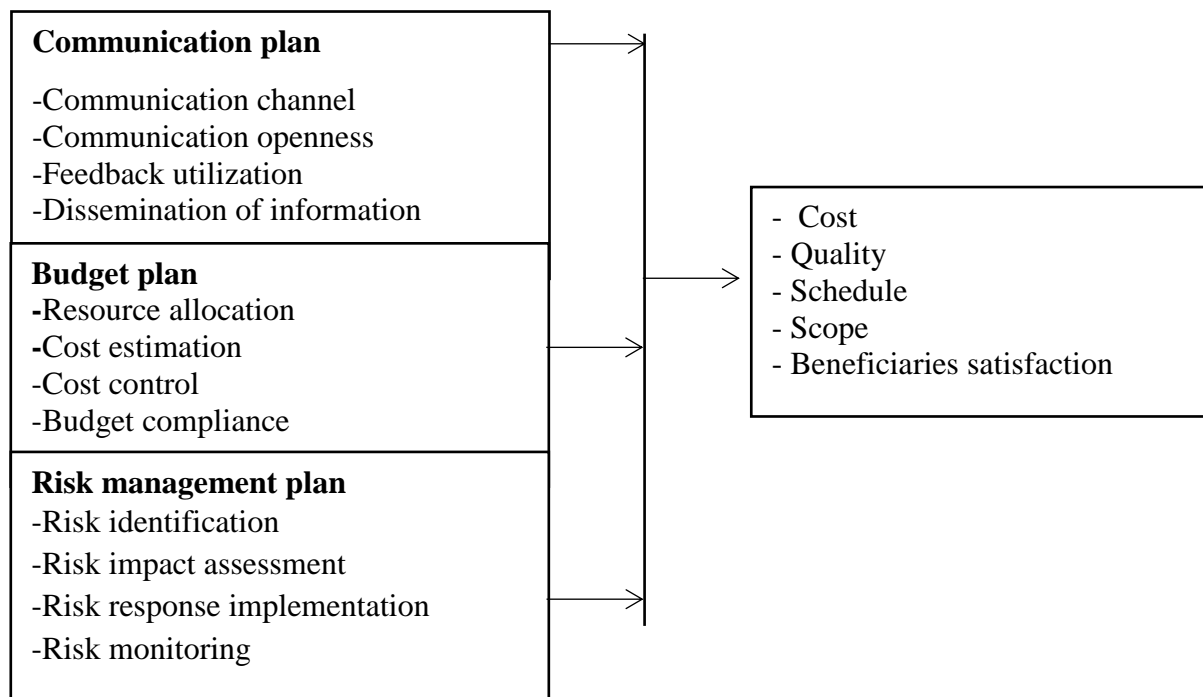 Communication plan
-Communication channel
-Communication openness
-Feedback utilization
-Dissemination of information
Budget plan
-Resource allocation
-Cost estimation
-Cost control
-Budget compliance
Risk management plan
-Risk identification
-Risk impact assessment
-Risk response implementation
-Risk monitoring
- Cost
- Quality
- Schedule
- Scope
- Beneficiaries satisfaction